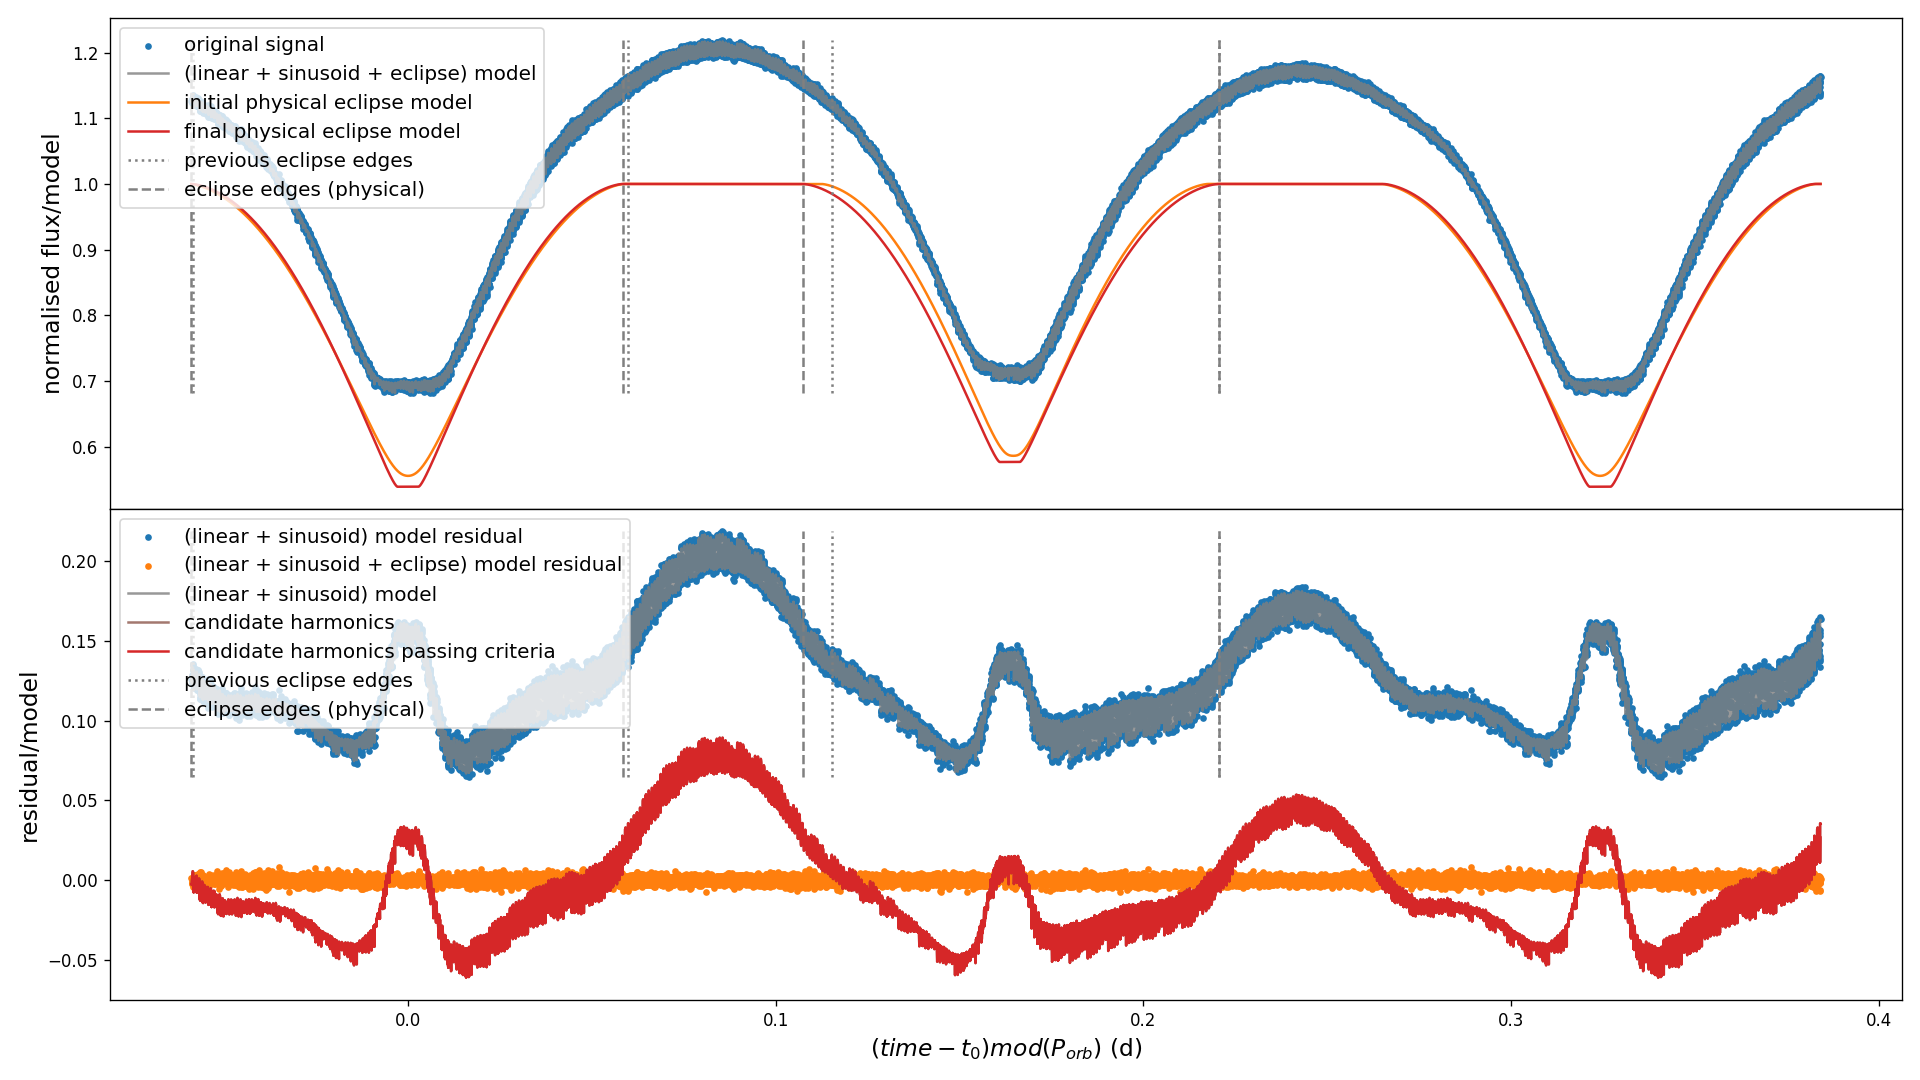 original signal
(linear + sinusoid + eclipse) model
initial physical eclipse model
final physical eclipse model
previous eclipse edges
eclipse edges (physical)
normalised flux/model
1.2
1.1
1.0
0.9
0.8
0.7
0.6
(linear + sinusoid) model residual
(linear + sinusoid + eclipse) model residual
(linear + sinusoid) model
candidate harmonics
candidate harmonics passing criteria
previous eclipse edges
eclipse edges (physical)
residual/model
0.20
0.15
0.10
0.05
0.00
−0.05
0.0 0.1 0.2 0.3 0.4
(time − t₀)mod(Pₒᵣb) (d)